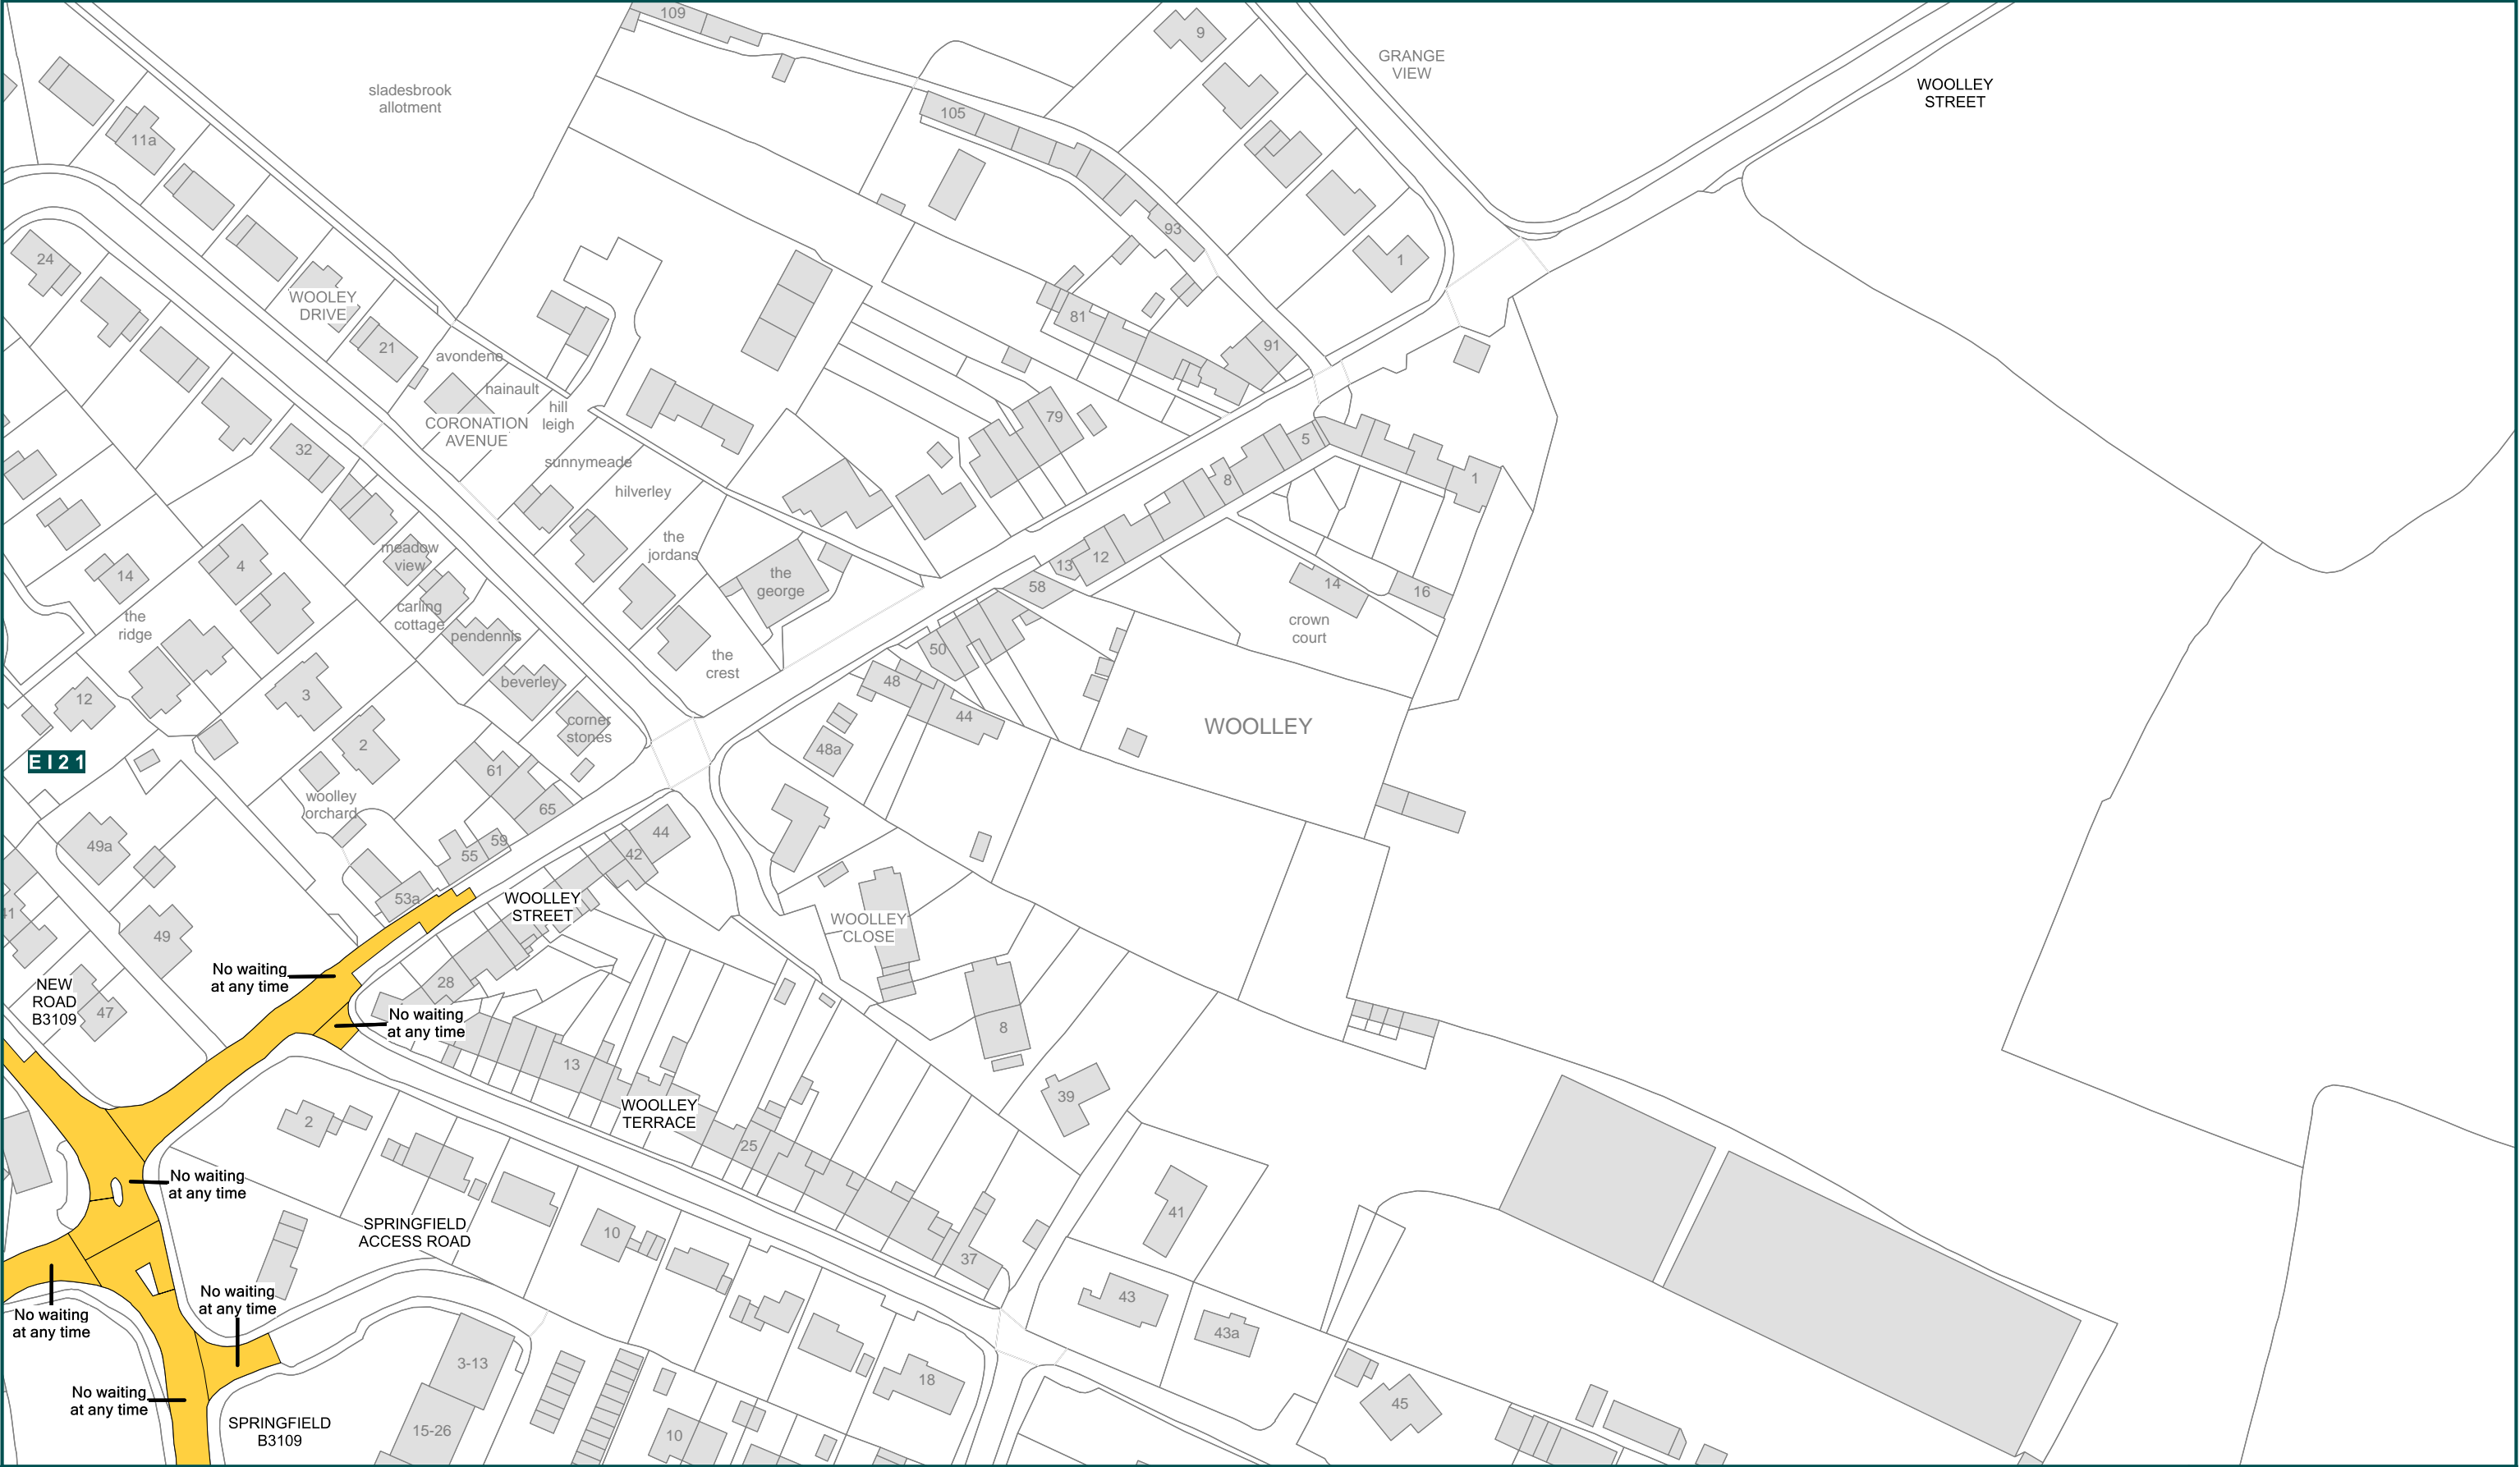 109
9
GRANGE
VIEW
WOOLLEY
STREET
sladesbrook
allotment
105
11a
93
24
1
WOOLEY
DRIVE
81
21
91
avondene
hainault
hill
leigh
79
CORONATION
AVENUE
5
32
sunnymeade
8
1
hilverley
the
jordans
meadow
view
12
13
4
14
the
george
58
14
16
carling
cottage
the
ridge
crown
court
pendennis
50
the
crest
beverley
48
3
12
44
corner
stones
WOOLLEY
2
48a
EI21
61
woolley
orchard
65
44
49a
59
55
42
53a
WOOLLEY
STREET
41
WOOLLEY
CLOSE
49
No waiting
at any time
28
NEW
ROAD
B3109
47
No waiting
at any time
8
13
39
WOOLLEY
TERRACE
2
25
No waiting
at any time
41
SPRINGFIELD
ACCESS ROAD
10
37
No waiting
at any time
43
No waiting
at any time
43a
3-13
18
No waiting
at any time
45
SPRINGFIELD
B3109
15-26
10